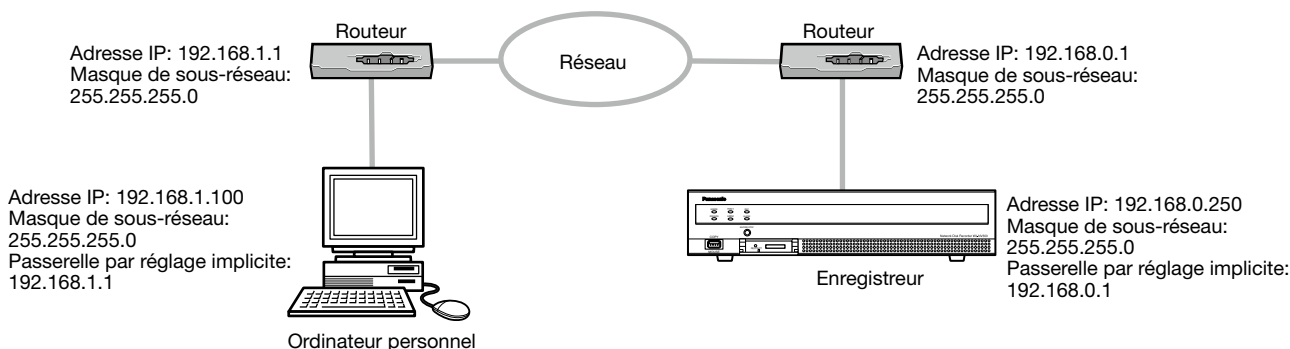 Routeur
Adresse IP: 192.168.1.1
Masque de sous-réseau:
255.255.255.0
Réseau
Routeur
Adresse IP: 192.168.0.1
Masque de sous-réseau:
255.255.255.0
Adresse IP: 192.168.1.100
Masque de sous-réseau:
255.255.255.0
Passerelle par réglage implicite:
192.168.1.1
Ordinateur personnel
Panasonic
Enregistreur
Adresse IP: 192.168.0.250
Masque de sous-réseau:
255.255.255.0
Passerelle par réglage implicite:
192.168.0.1